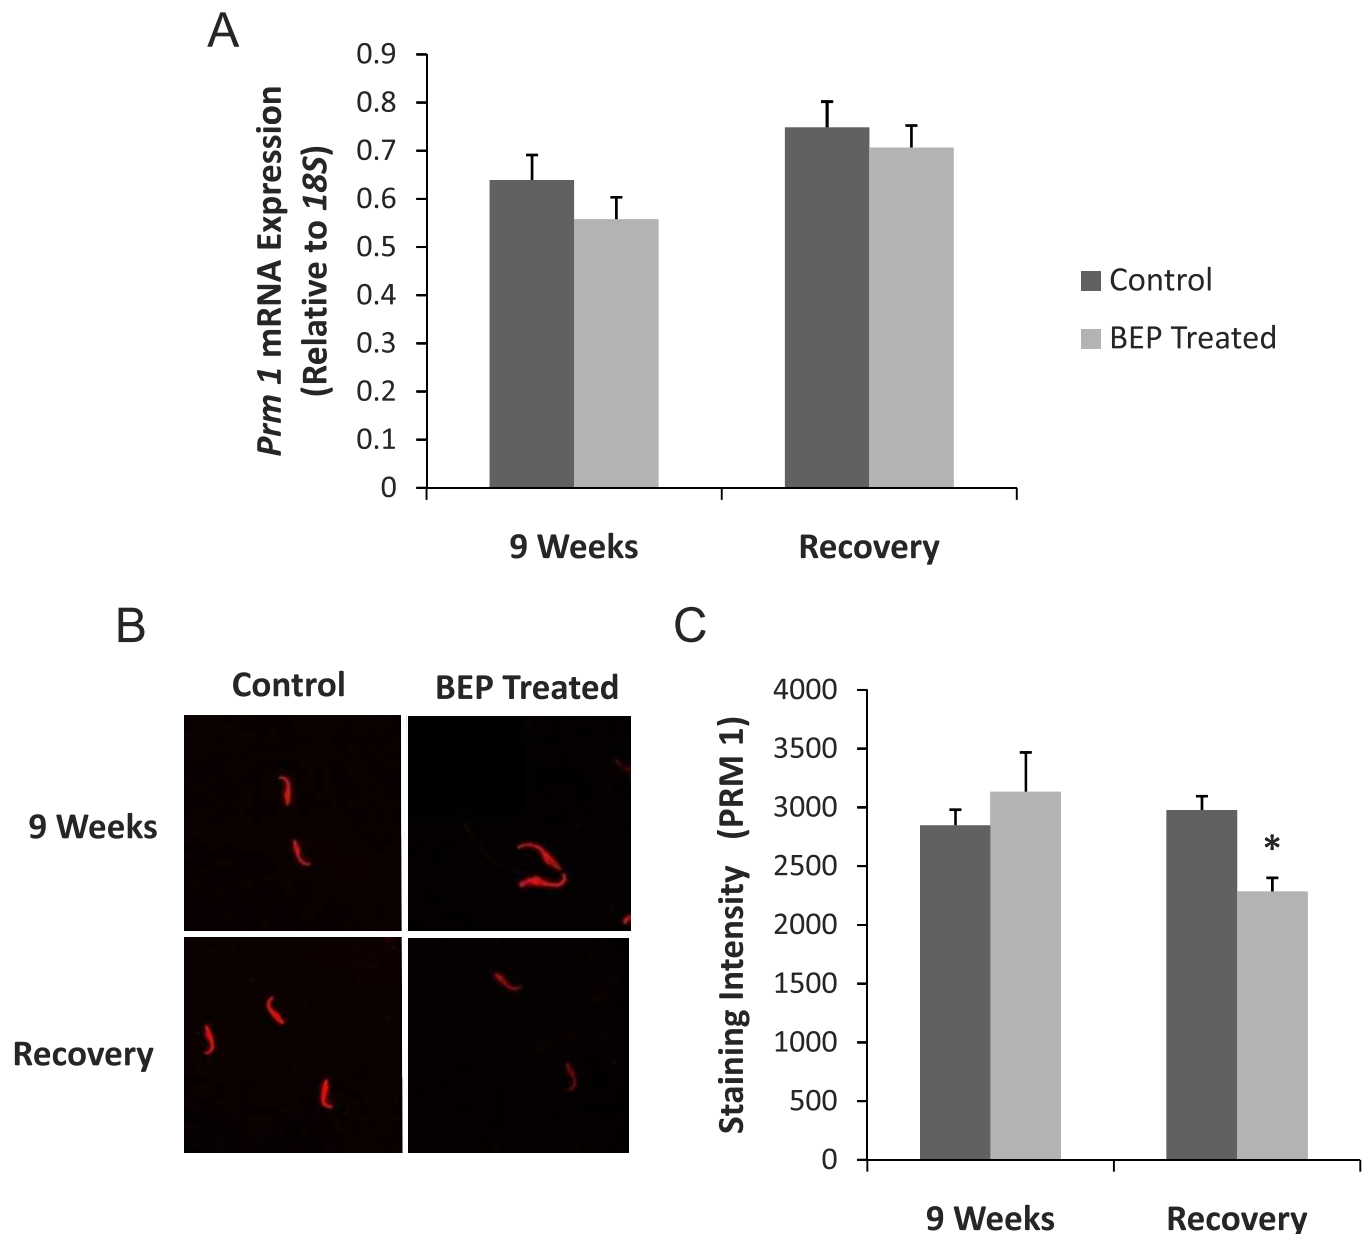 A
0.9
0.8
0.7
0.6
0.5
0.4
0.3
0.2
0.1
0
Prm 1 mRNA Expression
(Relative to 18S)
9 Weeks
Recovery
Control
BEP Treated
B
Control
BEP Treated
9 Weeks
Recovery
C
4000
3500
3000
2500
2000
1500
1000
500
0
Staining Intensity (PRM 1)
*
9 Weeks
Recovery